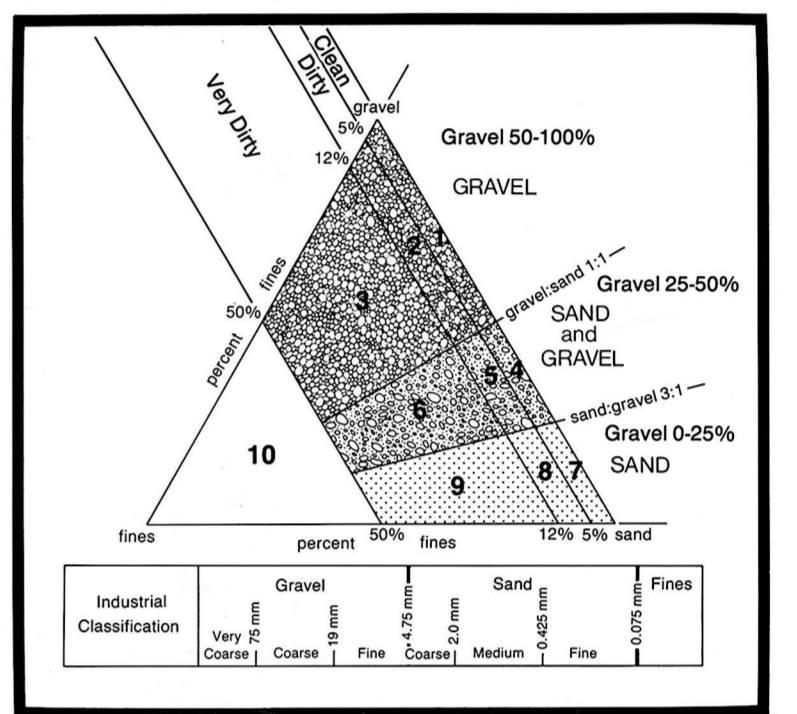 Very Dirty
Dirty
Clean
gravel
5%
12%
Gravel 50-100%
GRAVEL
2
1
fines
3
gravel:sand 1:1
Gravel 25-50%
50%
SAND
and
GRAVEL
percent
5
4
6
sand:gravel 3:1
Gravel 0-25%
SAND
10
9
8
7
fines
percent
50%
fines
12%
5%
sand
Industrial
Classification
Gravel
Sand
Fines
Very
Coarse
75 mm
Coarse
19 mm
Fine
4.75 mm
Coarse
2.0 mm
Medium
0.425 mm
Fine
0.075 mm